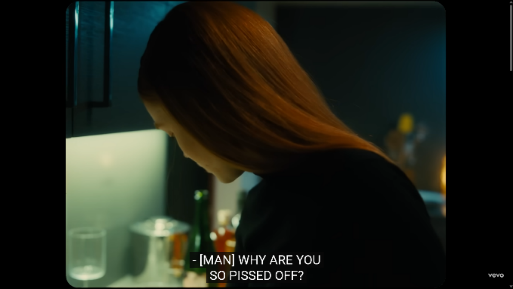 - [MAN] WHY ARE YOU
SO PISSED OFF?
vevo